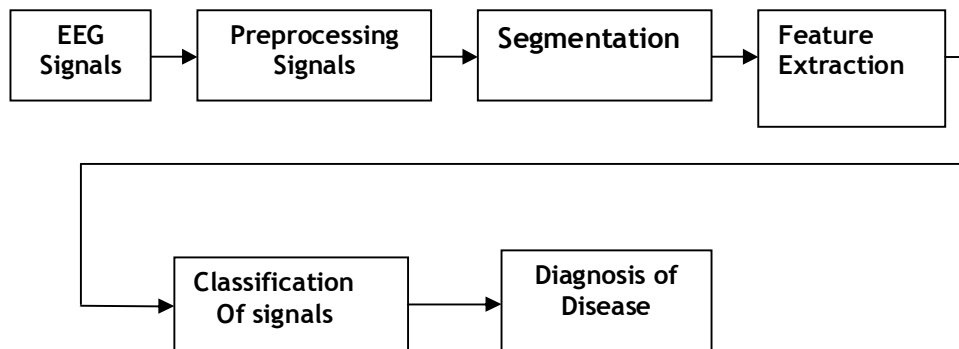 EEG
Signals
Preprocessing
Signals
Segmentation
Feature
Extraction
Classification
Of signals
Diagnosis of
Disease